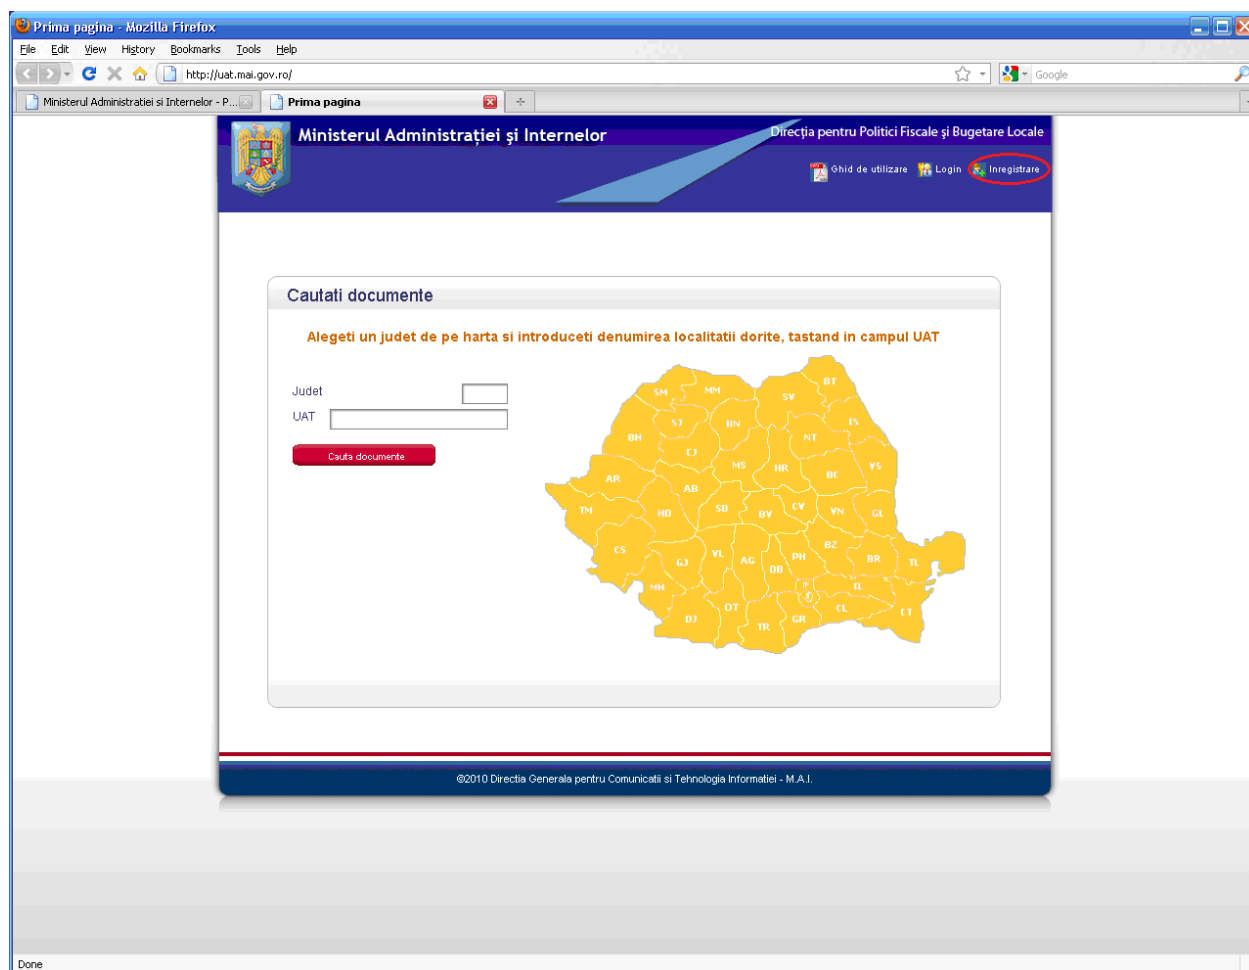 Prima pagina - Mozilla Firefox
File Edit View History Bookmarks Tools Help
http://uat.mai.gov.ro/
Google
Ministerul Administratiei si Internelor - P...
Prima pagina
Ministerul Administrației și Internelor
Direcția pentru Politici Fiscale și Bugetare Locale
Ghid de utilizare Login Inregistrare
Cautati documente
Alegeti un judet de pe harta si introduceti denumirea localitatii dorite, tastand in campul UAT
Judet
UAT
Cauta documente
SM MM SV BT
SJ BN NT IS
BH CJ MS HR BC VS
AR AB
TM HD SB BV CV VN GL
CS GJ VL AG DB PH BZ BR TL
MH OT IF IL
DJ TR GR CL CT
©2010 Directia Generala pentru Comunicatii si Tehnologia Informatiei - M.A.I.
Done